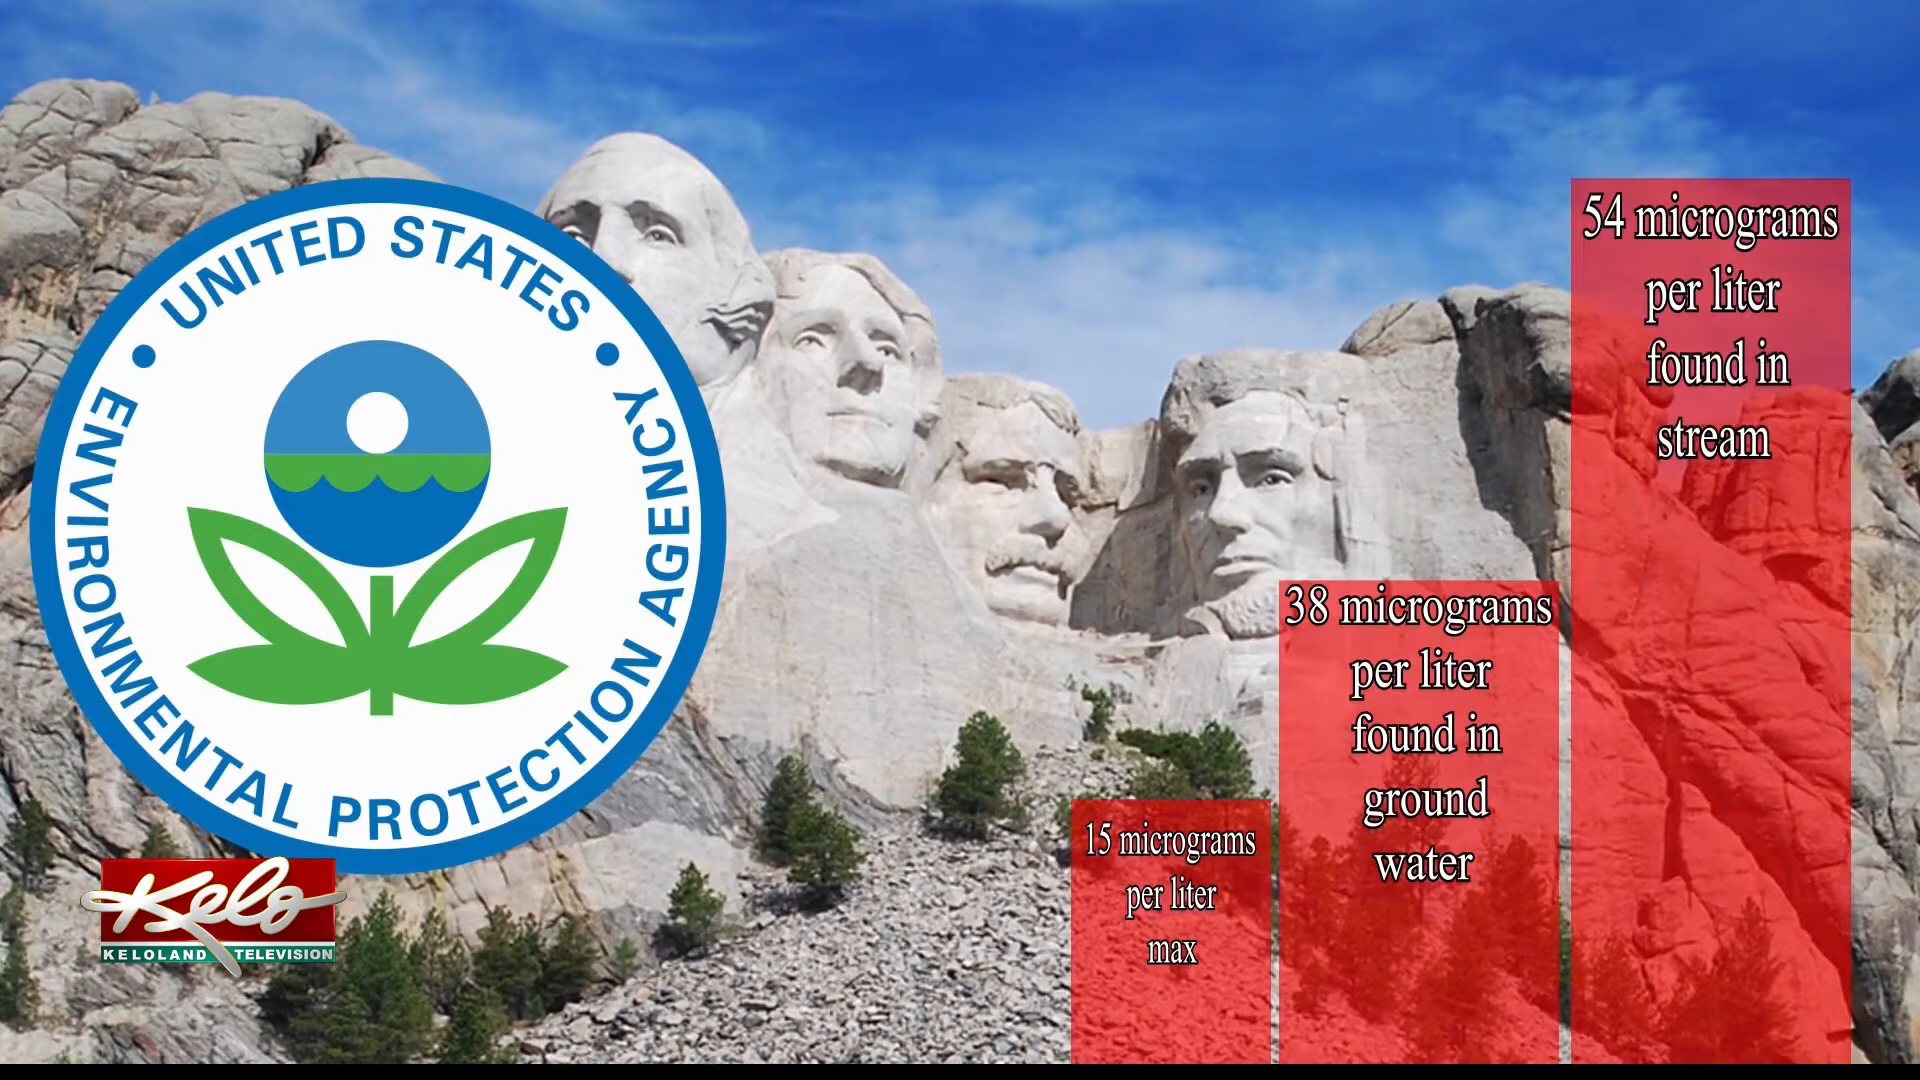 UNITED STATES
ENVIRONMENTAL PROTECTION AGENCY
Kelo
KELOLAND TELEVISION
15 micrograms
per liter
max
38 micrograms
per liter
found in
ground
water
54 micrograms
per liter
found in
stream